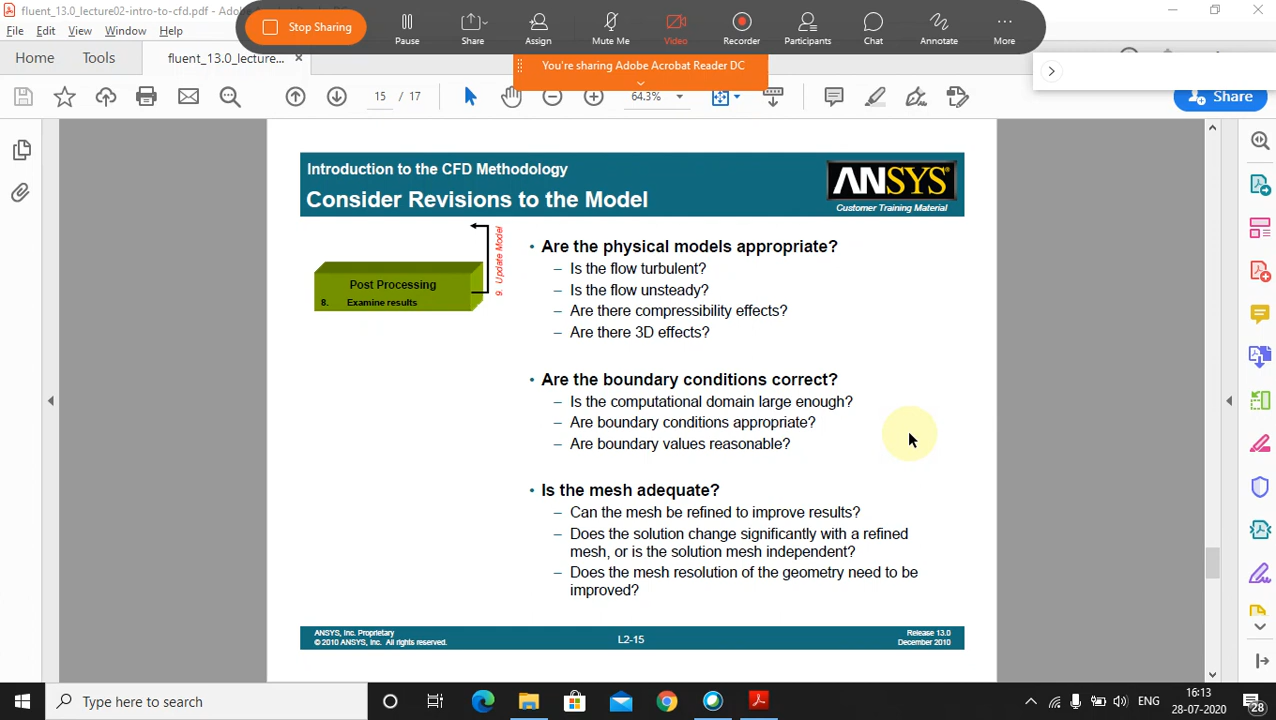 fluent_13.0_lecture02-intro-to-cfd.pdf - Adobe Acrobat Reader DC
File Edit View Window Help
Stop Sharing
Pause
Share
Assign
Mute Me
Video
Recorder
Participants
Chat
Annotate
More
You're sharing Adobe Acrobat Reader DC
Home Tools fluent_13.0_lecture...
15 / 17
64.3%
Share
Introduction to the CFD Methodology
Consider Revisions to the Model
ANSYS®
Customer Training Material
9. Update Model
Post Processing
8. Examine results
• Are the physical models appropriate?
– Is the flow turbulent?
– Is the flow unsteady?
– Are there compressibility effects?
– Are there 3D effects?
• Are the boundary conditions correct?
– Is the computational domain large enough?
– Are boundary conditions appropriate?
– Are boundary values reasonable?
• Is the mesh adequate?
– Can the mesh be refined to improve results?
– Does the solution change significantly with a refined
mesh, or is the solution mesh independent?
– Does the mesh resolution of the geometry need to be
improved?
ANSYS, Inc. Proprietary
© 2010 ANSYS, Inc. All rights reserved.
L2-15
Release 13.0
December 2010
Type here to search
ENG
16:13
28-07-2020
28